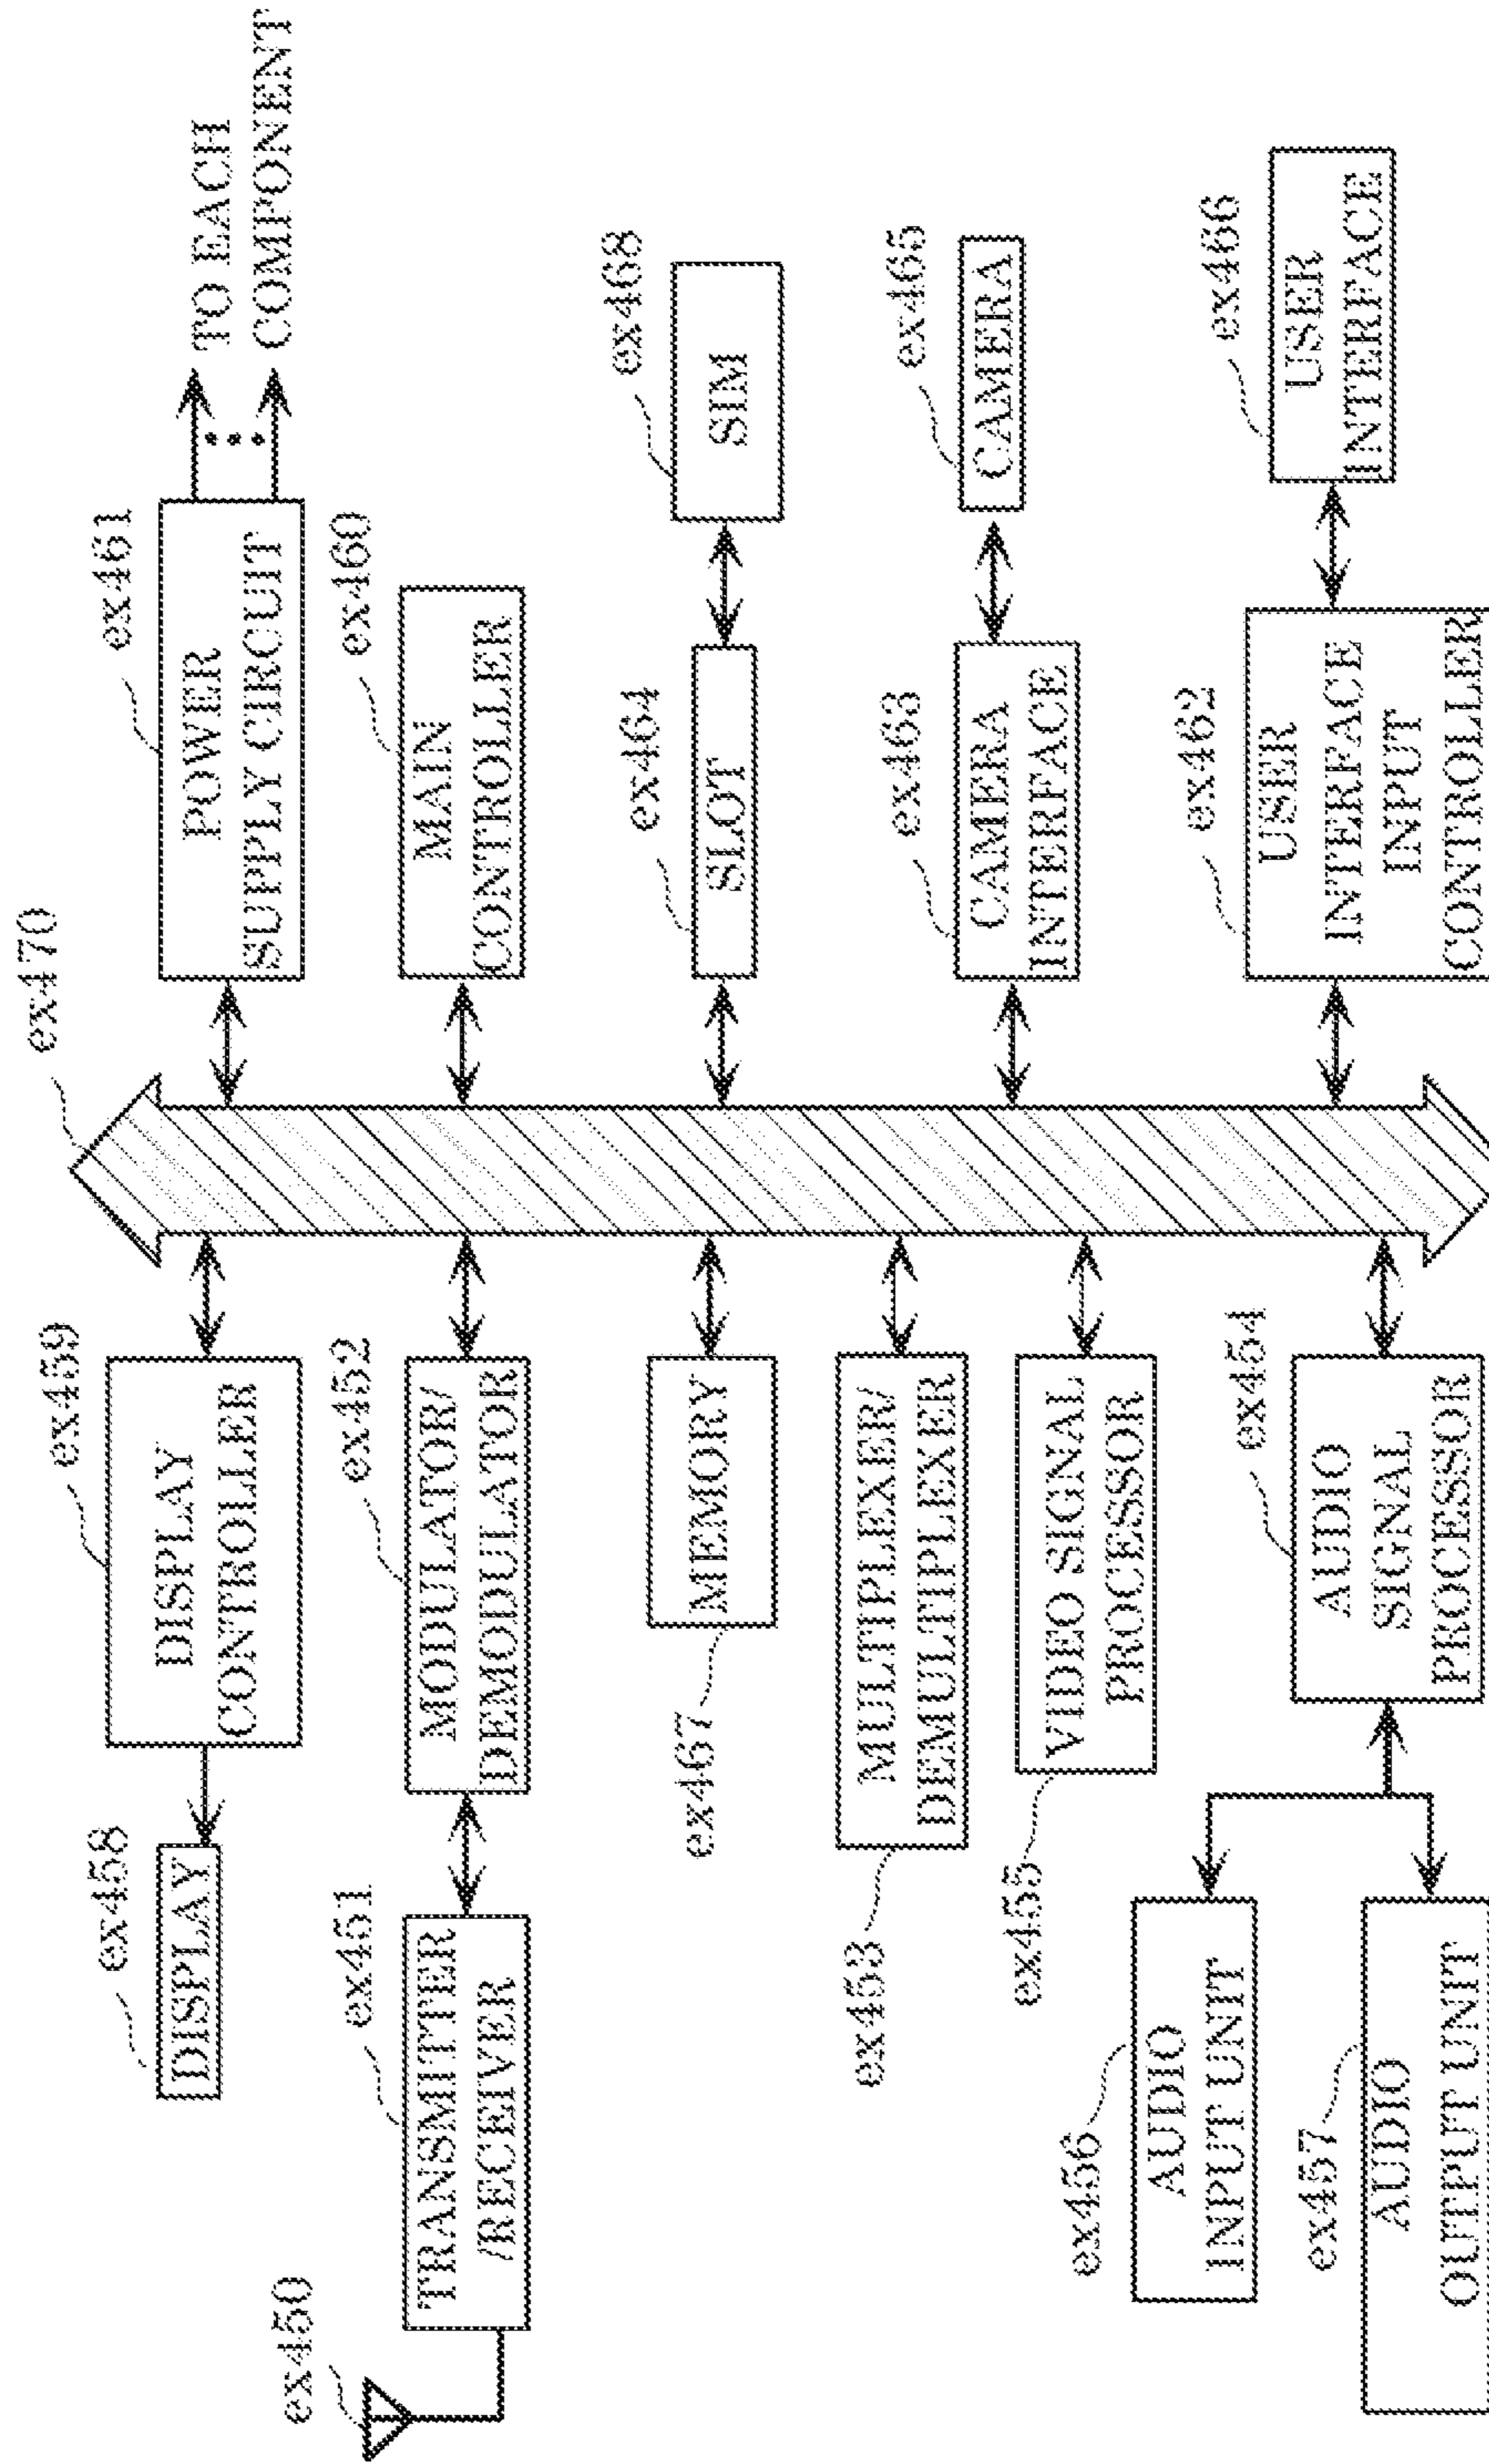 ex470
ex458
DISPLAY
ex459
DISPLAY
CONTROLLER
ex461
POWER
SUPPLY CIRCUIT
TO EACH
COMPONENT
ex450
ex451
TRANSMITTER
/RECEIVER
ex452
MODULATOR/
DEMODULATOR
ex460
MAIN
CONTROLLER
ex467
MEMORY
ex464
SLOT
ex468
SIM
ex453
MULTIPLEXER/
DEMULTIPLEXER
ex455
VIDEO SIGNAL
PROCESSOR
ex463
CAMERA
INTERFACE
ex465
CAMERA
ex456
AUDIO
INPUT UNIT
ex457
AUDIO
OUTPUT UNIT
ex454
AUDIO
SIGNAL
PROCESSOR
ex462
USER
INTERFACE
INPUT
CONTROLLER
ex466
USER
INTERFACE